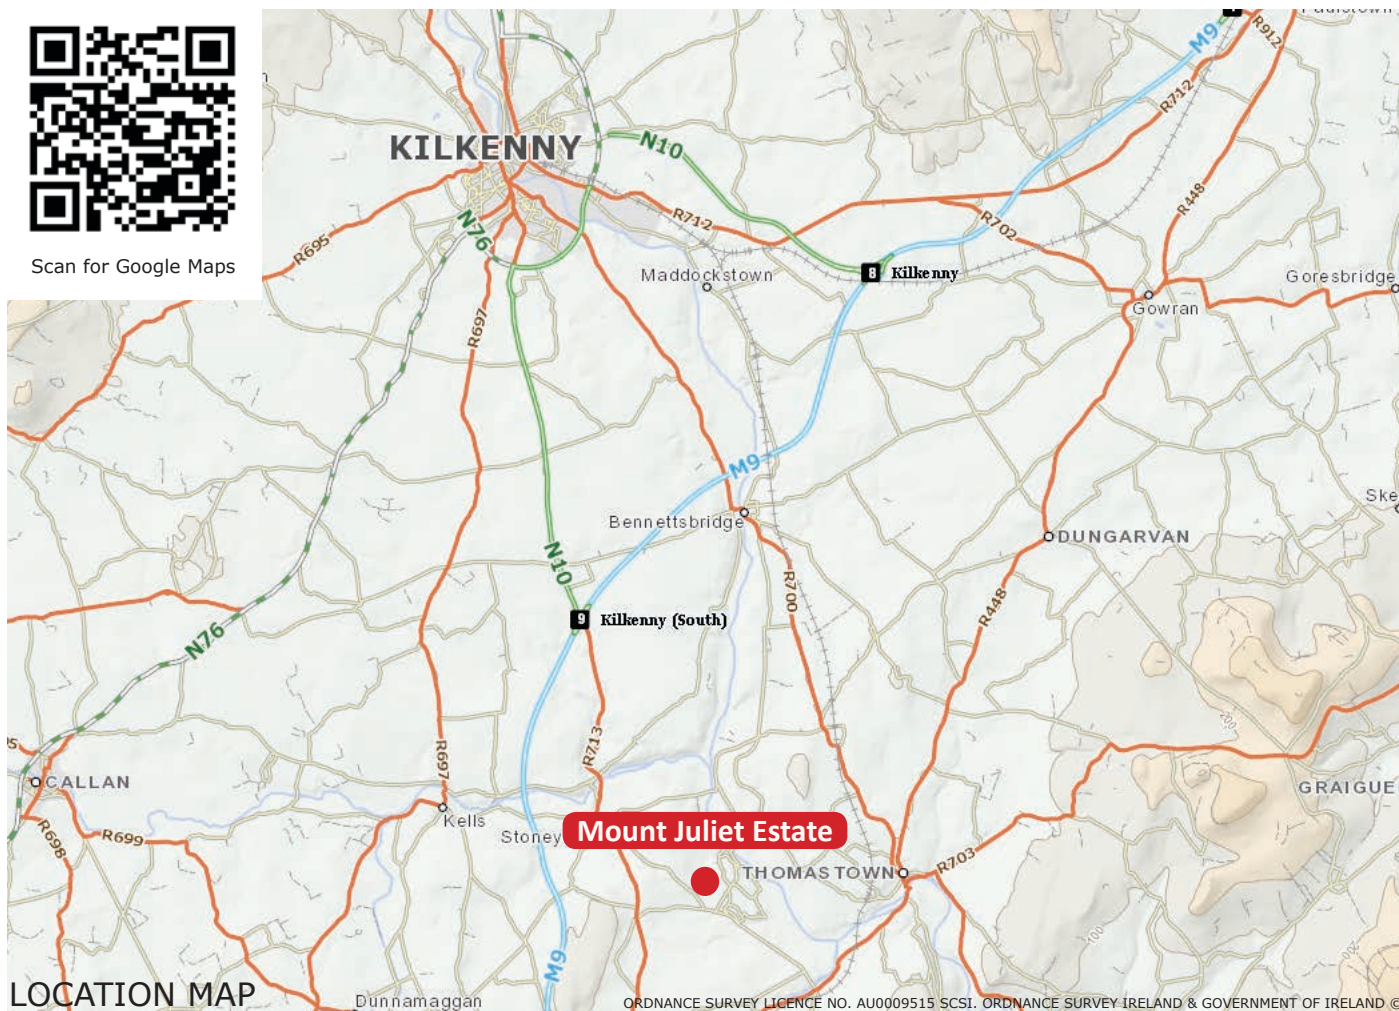 Scan for Google Maps
KILKENNY
N10
M9
R912
R712
R448
R695
N76
R712
R702
Maddockstown
8 Kilkenny
Goresbridge
Gowran
R697
M9
Bennettsbridge
DUNGARVAN
N10
R700
R448
9 Kilkenny (South)
N76
200
R713
R697
CALLAN
GRAIGUE
Kells
Stoney
Mount Juliet Estate
R698
R699
THOMASTOWN
R703
100
200
M9
LOCATION MAP
Dunnamaggan
ORDNANCE SURVEY LICENCE NO. AU0009515 SCSI. ORDNANCE SURVEY IRELAND & GOVERNMENT OF IRELAND ©